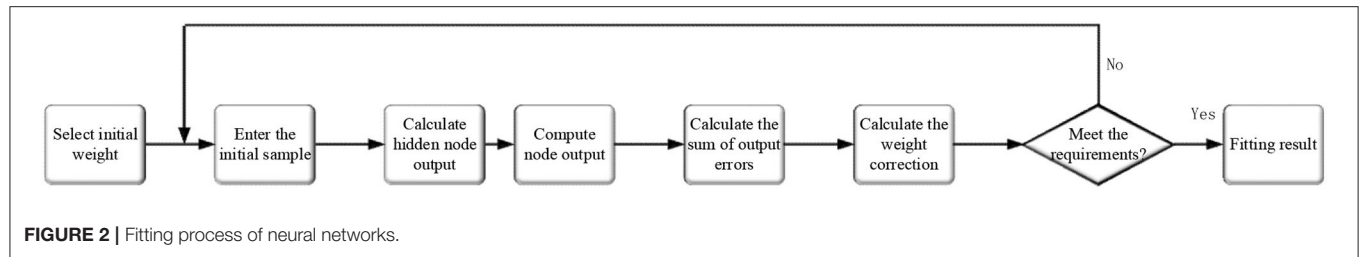 No
Select initial
weight
Enter the
initial sample
Calculate
hidden node
output
Compute
node output
Calculate the
sum of output
errors
Calculate the
weight
correction
Meet the
requirements?
Yes
Fitting result
FIGURE 2 | Fitting process of neural networks.